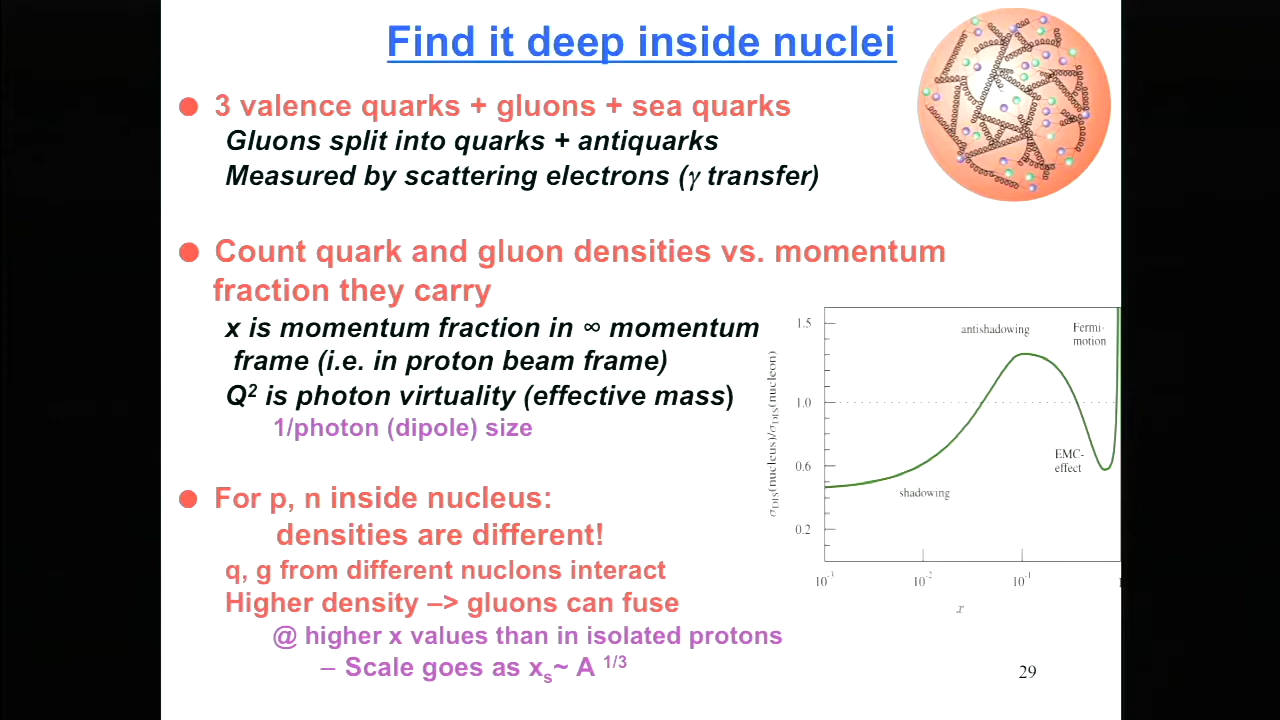 Find it deep inside nuclei
● 3 valence quarks + gluons + sea quarks
Gluons split into quarks + antiquarks
Measured by scattering electrons (γ transfer)
● Count quark and gluon densities vs. momentum
fraction they carry
x is momentum fraction in ∞ momentum
frame (i.e. in proton beam frame)
Q² is photon virtuality (effective mass)
1/photon (dipole) size
● For p, n inside nucleus:
densities are different!
q, g from different nuclons interact
Higher density –> gluons can fuse
@ higher x values than in isolated protons
– Scale goes as xₛ~ A ^1/3
σDIS(nucleus)/σDIS(nucleon)
1.5
1.0
0.6
0.2
antishadowing
Fermi-
motion
EMC-
effect
shadowing
10⁻³ 10⁻² 10⁻¹ 1
x
29